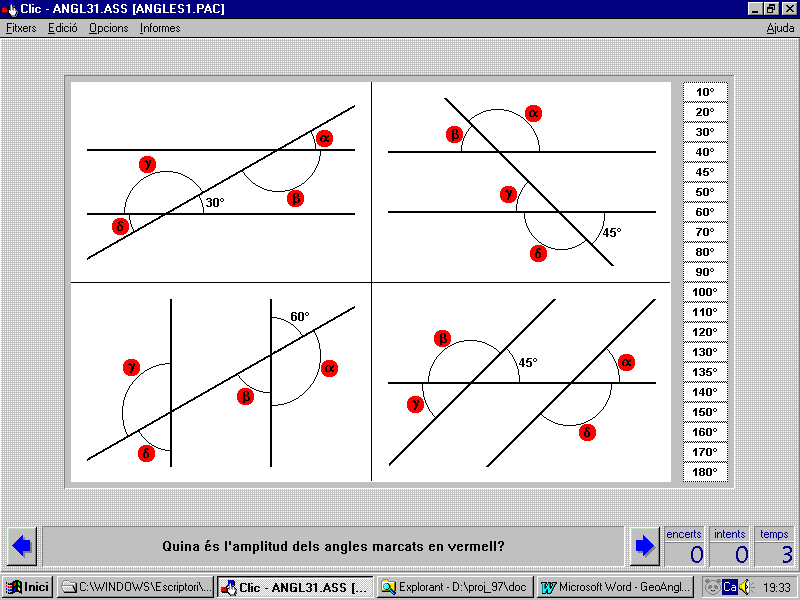 Clic - ANGL31.ASS [ANGLES1.PAC]
Fitxers Edició Opcions Informes Ajuda
α
γ
30°
β
δ
α
β
γ
45°
δ
60°
γ
α
β
δ
β
45°
α
γ
δ
10°
20°
30°
40°
45°
50°
60°
70°
80°
90°
100°
110°
120°
130°
135°
140°
150°
160°
170°
180°
Quina és l'amplitud dels angles marcats en vermell?
encerts intents temps
0 0 3
Inici C:\WINDOWS\Escriptori\... Clic - ANGL31.ASS [... Explorant - D:\proj_97\doc Microsoft Word - GeoAngl... Ca 19:33